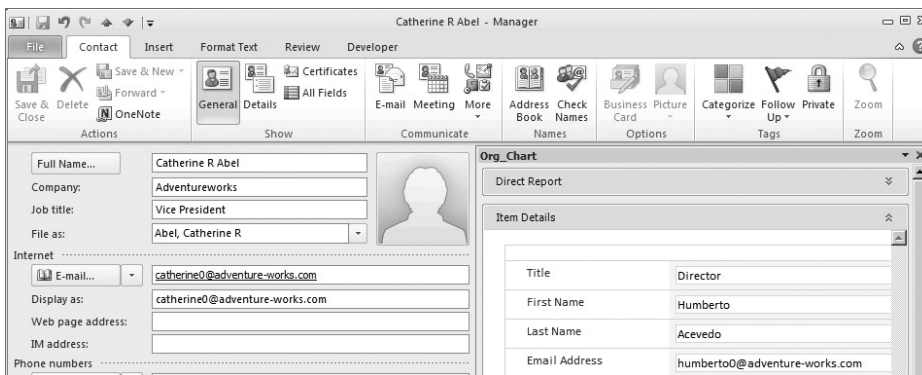 Catherine R Abel - Manager
File Contact Insert Format Text Review Developer
Save & Close
Delete
Save & New
Forward
OneNote
Actions
General
Details
Certificates
All Fields
Show
E-mail
Meeting
More
Communicate
Address Book
Check Names
Names
Business Card
Picture
Options
Categorize
Follow Up
Private
Tags
Zoom
Zoom
Full Name... Catherine R Abel
Company: Adventureworks
Job title: Vice President
File as: Abel, Catherine R
Internet
E-mail... catherine0@adventure-works.com
Display as: catherine0@adventure-works.com
Web page address:
IM address:
Phone numbers
Org_Chart
Direct Report
Item Details
Title Director
First Name Humberto
Last Name Acevedo
Email Address humberto0@adventure-works.com